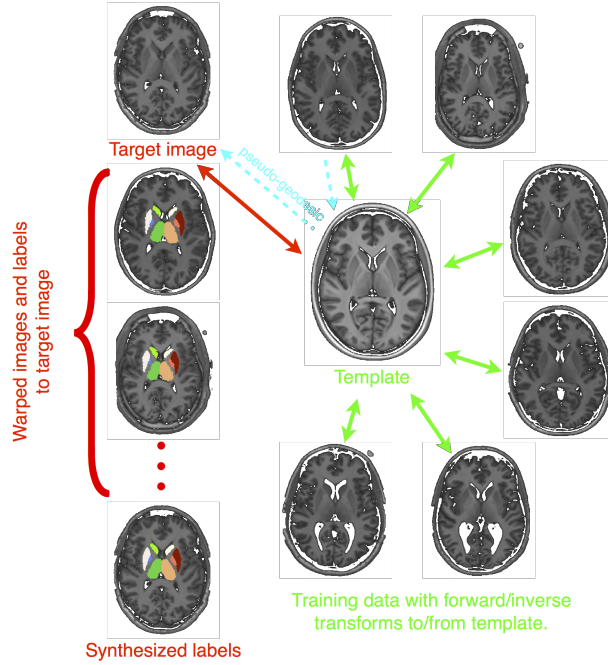 Target image
pseudo-geodesic
Warped images and labels
to target image
Template
Training data with forward/inverse
transforms to/from template.
Synthesized labels